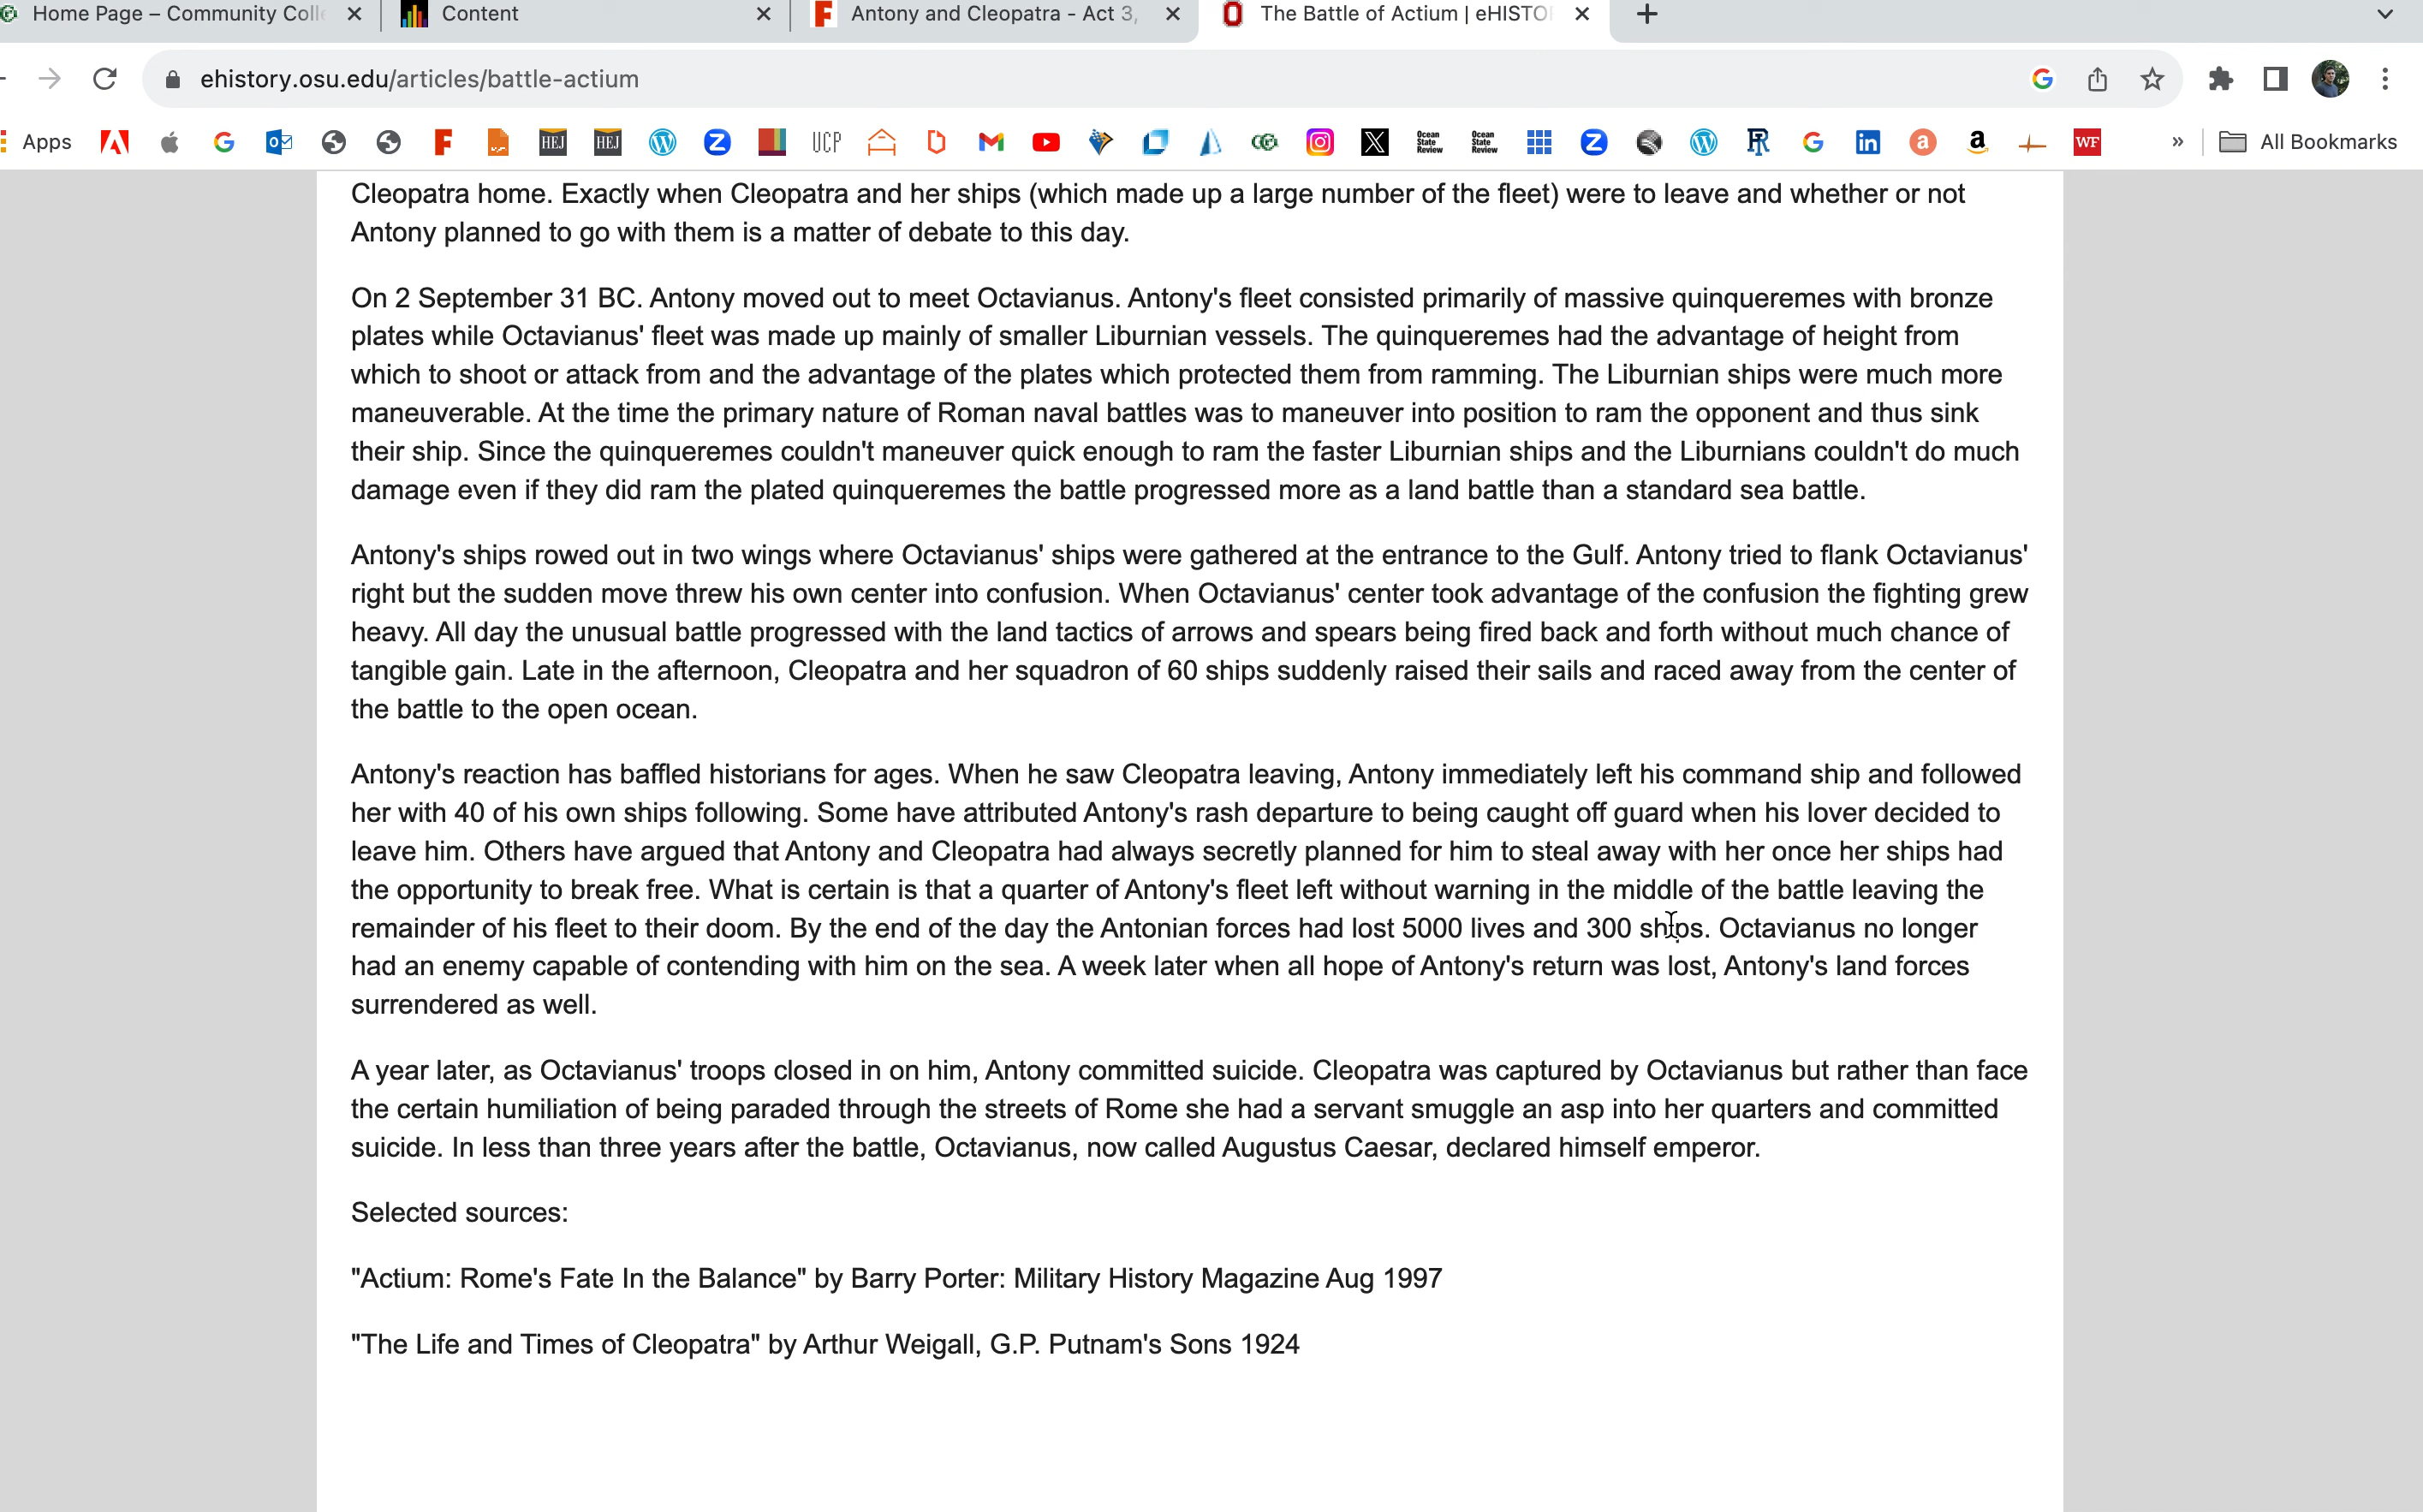 Home Page – Community Coll
Content
Antony and Cleopatra - Act 3,
The Battle of Actium | eHISTO
ehistory.osu.edu/articles/battle-actium
Apps
HEJ
HEJ
UCP
Ocean State Review
Ocean State Review
WF
All Bookmarks
Cleopatra home. Exactly when Cleopatra and her ships (which made up a large number of the fleet) were to leave and whether or not
Antony planned to go with them is a matter of debate to this day.
On 2 September 31 BC. Antony moved out to meet Octavianus. Antony's fleet consisted primarily of massive quinqueremes with bronze
plates while Octavianus' fleet was made up mainly of smaller Liburnian vessels. The quinqueremes had the advantage of height from
which to shoot or attack from and the advantage of the plates which protected them from ramming. The Liburnian ships were much more
maneuverable. At the time the primary nature of Roman naval battles was to maneuver into position to ram the opponent and thus sink
their ship. Since the quinqueremes couldn't maneuver quick enough to ram the faster Liburnian ships and the Liburnians couldn't do much
damage even if they did ram the plated quinqueremes the battle progressed more as a land battle than a standard sea battle.
Antony's ships rowed out in two wings where Octavianus' ships were gathered at the entrance to the Gulf. Antony tried to flank Octavianus'
right but the sudden move threw his own center into confusion. When Octavianus' center took advantage of the confusion the fighting grew
heavy. All day the unusual battle progressed with the land tactics of arrows and spears being fired back and forth without much chance of
tangible gain. Late in the afternoon, Cleopatra and her squadron of 60 ships suddenly raised their sails and raced away from the center of
the battle to the open ocean.
Antony's reaction has baffled historians for ages. When he saw Cleopatra leaving, Antony immediately left his command ship and followed
her with 40 of his own ships following. Some have attributed Antony's rash departure to being caught off guard when his lover decided to
leave him. Others have argued that Antony and Cleopatra had always secretly planned for him to steal away with her once her ships had
the opportunity to break free. What is certain is that a quarter of Antony's fleet left without warning in the middle of the battle leaving the
remainder of his fleet to their doom. By the end of the day the Antonian forces had lost 5000 lives and 300 ships. Octavianus no longer
had an enemy capable of contending with him on the sea. A week later when all hope of Antony's return was lost, Antony's land forces
surrendered as well.
A year later, as Octavianus' troops closed in on him, Antony committed suicide. Cleopatra was captured by Octavianus but rather than face
the certain humiliation of being paraded through the streets of Rome she had a servant smuggle an asp into her quarters and committed
suicide. In less than three years after the battle, Octavianus, now called Augustus Caesar, declared himself emperor.
Selected sources:
"Actium: Rome's Fate In the Balance" by Barry Porter: Military History Magazine Aug 1997
"The Life and Times of Cleopatra" by Arthur Weigall, G.P. Putnam's Sons 1924